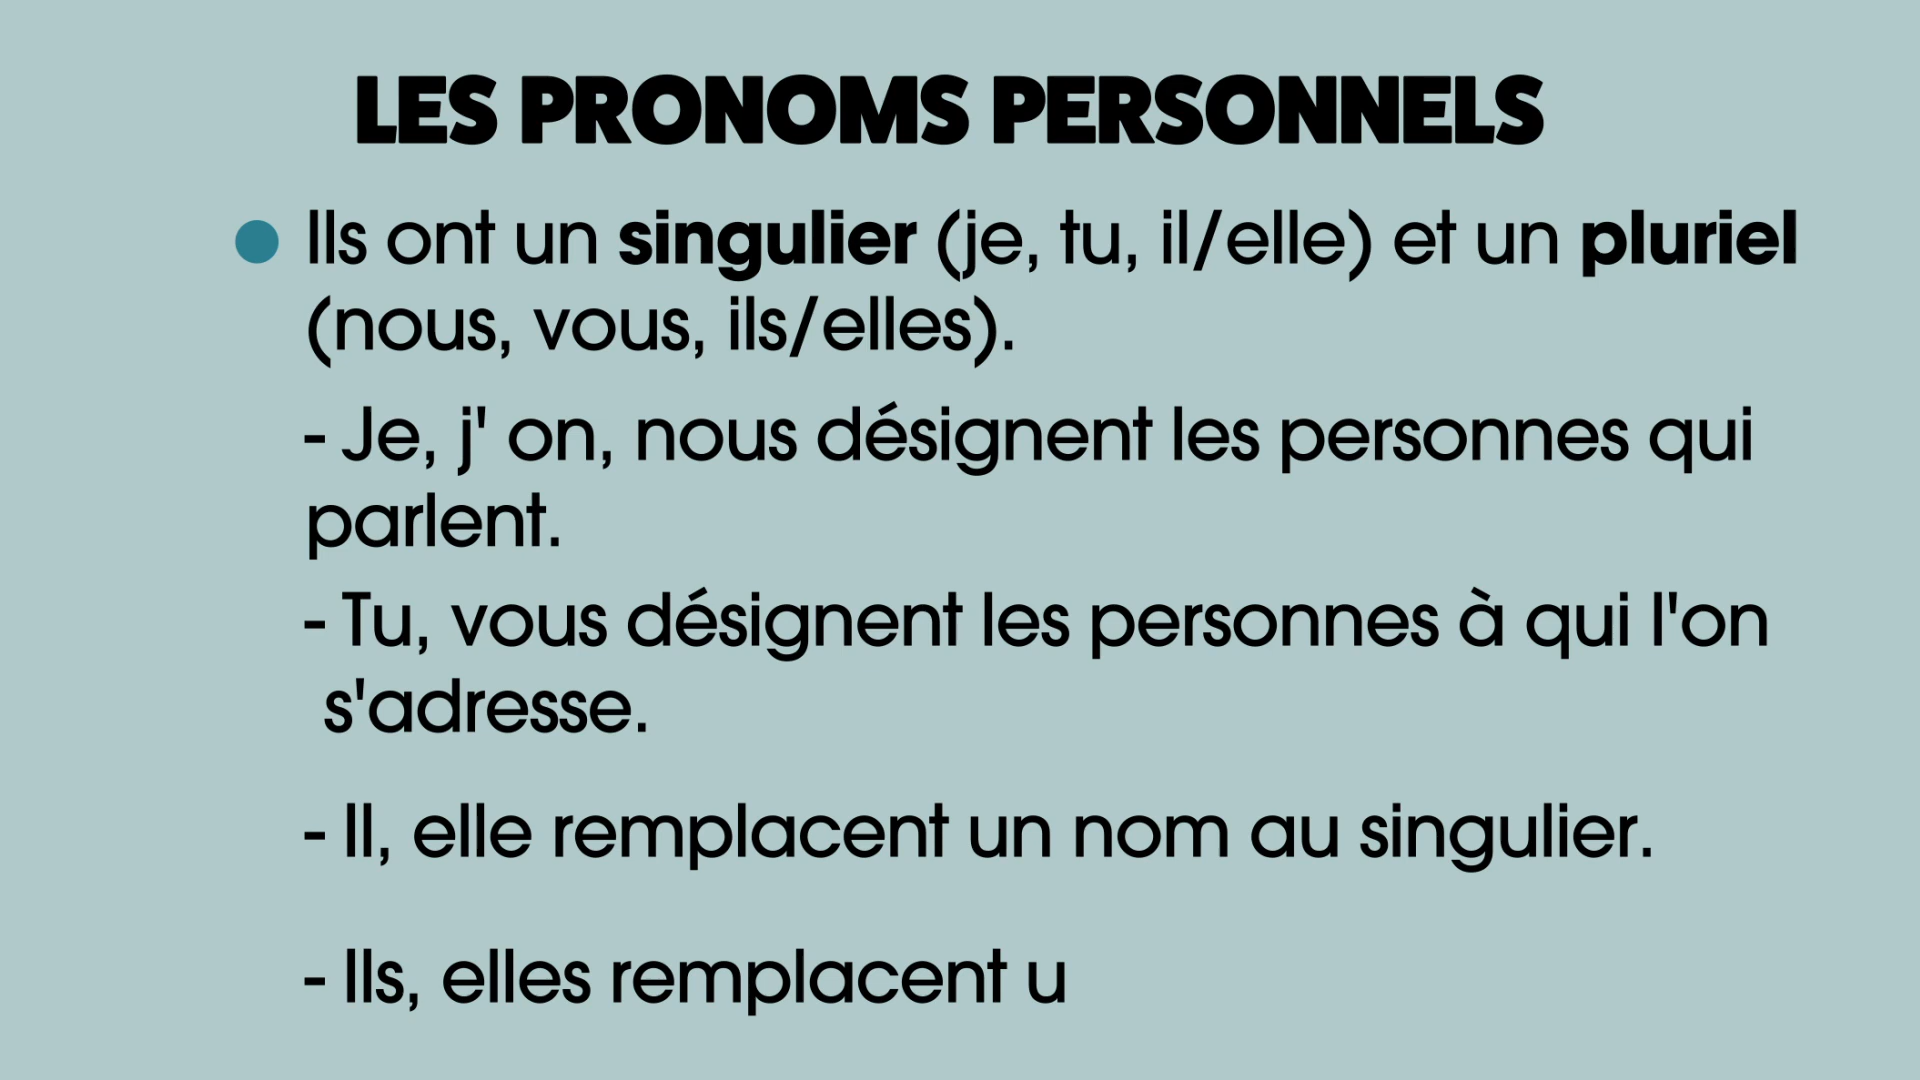 LES PRONOMS PERSONNELS
Ils ont un singulier (je, tu, il/elle) et un pluriel
(nous, vous, ils/elles).
- Je, j' on, nous désignent les personnes qui
parlent.
- Tu, vous désignent les personnes à qui l'on
s'adresse.
- Il, elle remplacent un nom au singulier.
- Ils, elles remplacent u